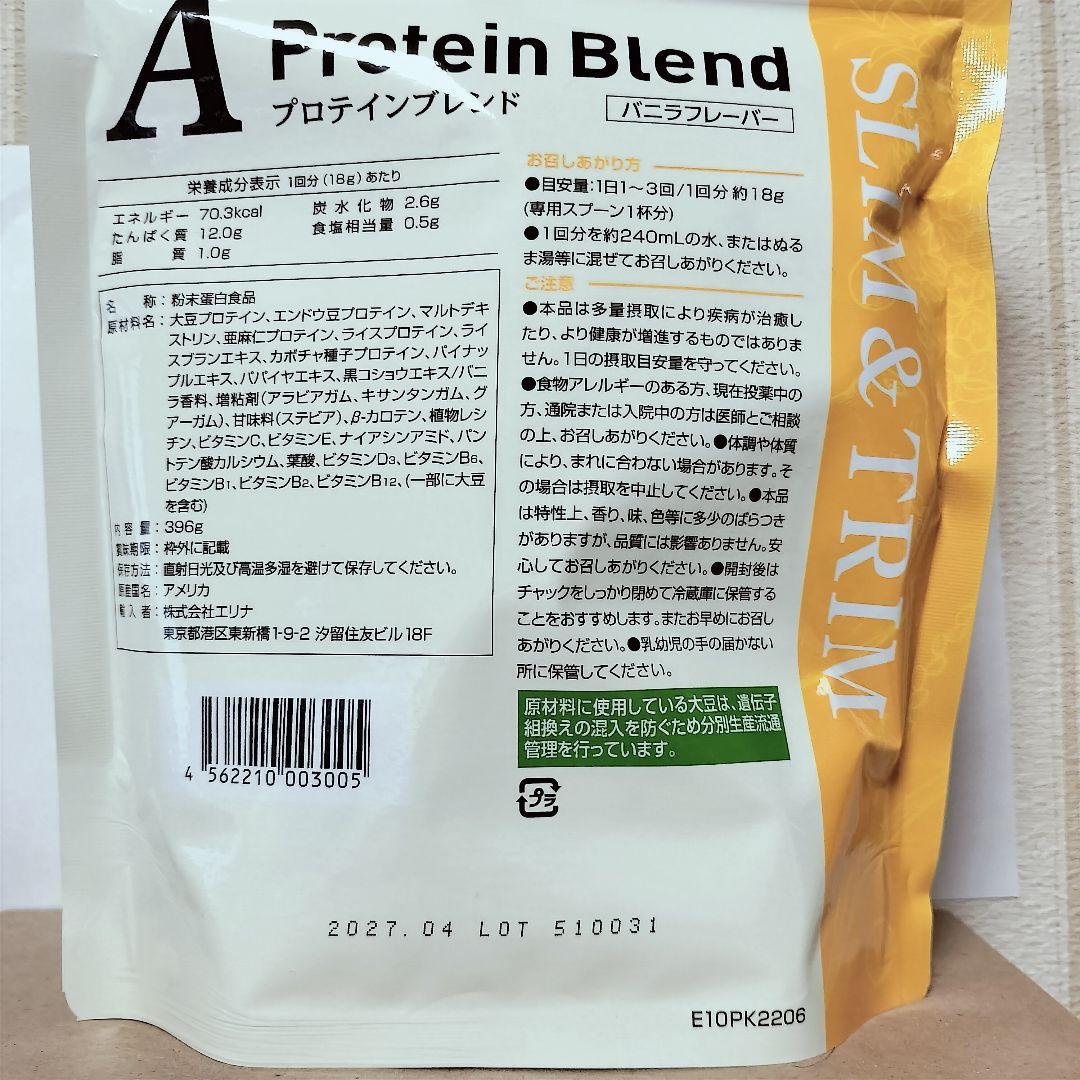 A Protein Blend
プロテインブレンド
バニラフレーバー
栄養成分表示 1回分(18g)あたり
エネルギー 70.3kcal 炭水化物 2.6g
たんぱく質 12.0g 食塩相当量 0.5g
脂質 1.0g
名称:粉末蛋白食品
原材料名:大豆プロテイン、エンドウ豆プロテイン、マルトデキ
ストリン、亜麻仁プロテイン、ライスプロテイン、ライ
スブランエキス、カボチャ種子プロテイン、パイナッ
プルエキス、パパイヤエキス、黒コショウエキス/バニ
ラ香料、増粘剤(アラビアガム、キサンタンガム、グ
アーガム)、甘味料(ステビア)、β-カロテン、植物レシ
チン、ビタミンC、ビタミンE、ナイアシンアミド、パン
トテン酸カルシウム、葉酸、ビタミンD3、ビタミンB6、
ビタミンB1、ビタミンB2、ビタミンB12、(一部に大豆
を含む)
内容量:396g
賞味期限:枠外に記載
保存方法:直射日光及び高温多湿を避けて保存してください。
原産国名:アメリカ
輸入者:株式会社エリナ
東京都港区東新橋1-9-2 汐留住友ビル18F
4 562210 003005
お召しあがり方
●目安量:1日1〜3回/1回分 約18g
(専用スプーン1杯分)
●1回分を約240mLの水、またはぬる
ま湯等に混ぜてお召しあがりください。
ご注意
●本品は多量摂取により疾病が治癒し
たり、より健康が増進するものではありま
せん。1日の摂取目安量を守ってください。
●食物アレルギーのある方、現在投薬中の
方、通院または入院中の方は医師とご相談
の上、お召しあがりください。●体調や体質
により、まれに合わない場合があります。そ
の場合は摂取を中止してください。●本品
は特性上、香り、味、色等に多少のばらつき
がありますが、品質には影響ありません。安
心してお召しあがりください。●開封後は
チャックをしっかり閉めて冷蔵庫に保管する
ことをおすすめします。またお早めにお召し
あがりください。●乳幼児の手の届かない
所に保管してください。
原材料に使用している大豆は、遺伝子
組換えの混入を防ぐため分別生産流通
管理を行っています。
プラ
SLIM & TRIM
2027.04 LOT 510031
E10PK2206